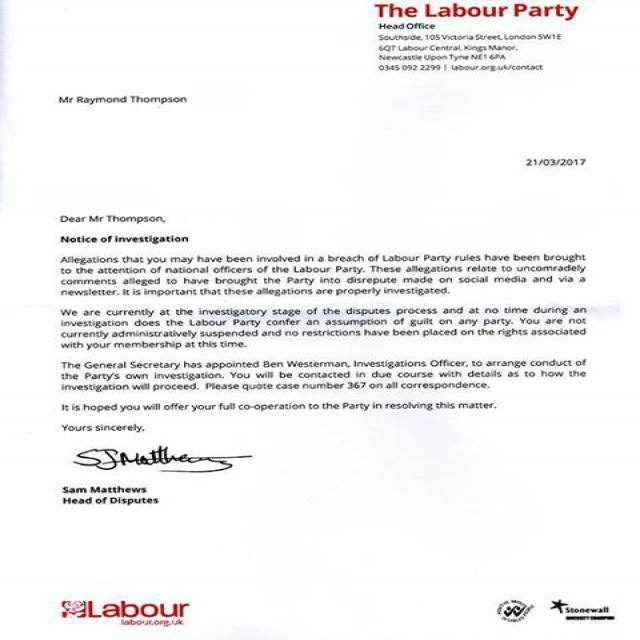 The Labour Party
Head Office
Southside, 105 Victoria Street, London SW1E
6QT Labour Central, Kings Manor,
Newcastle Upon Tyne NE1 6PA
0345 092 2299 | labour.org.uk/contact
Mr Raymond Thompson
21/03/2017
Dear Mr Thompson,
Notice of investigation
Allegations that you may have been involved in a breach of Labour Party rules have been brought
to the attention of national officers of the Labour Party. These allegations relate to uncomradely
comments alleged to have brought the Party into disrepute made on social media and via a
newsletter. It is important that these allegations are properly investigated.
We are currently at the investigatory stage of the disputes process and at no time during an
investigation does the Labour Party confer an assumption of guilt on any party. You are not
currently administratively suspended and no restrictions have been placed on the rights associated
with your membership at this time.
The General Secretary has appointed Ben Westerman, Investigations Officer, to arrange conduct of
the Party's own investigation. You will be contacted in due course with details as to how the
investigation will proceed. Please quote case number 367 on all correspondence.
It is hoped you will offer your full co-operation to the Party in resolving this matter.
Yours sincerely,
SJMatthews
Sam Matthews
Head of Disputes
Labour
labour.org.uk
Stonewall
DIVERSITY CHAMPION